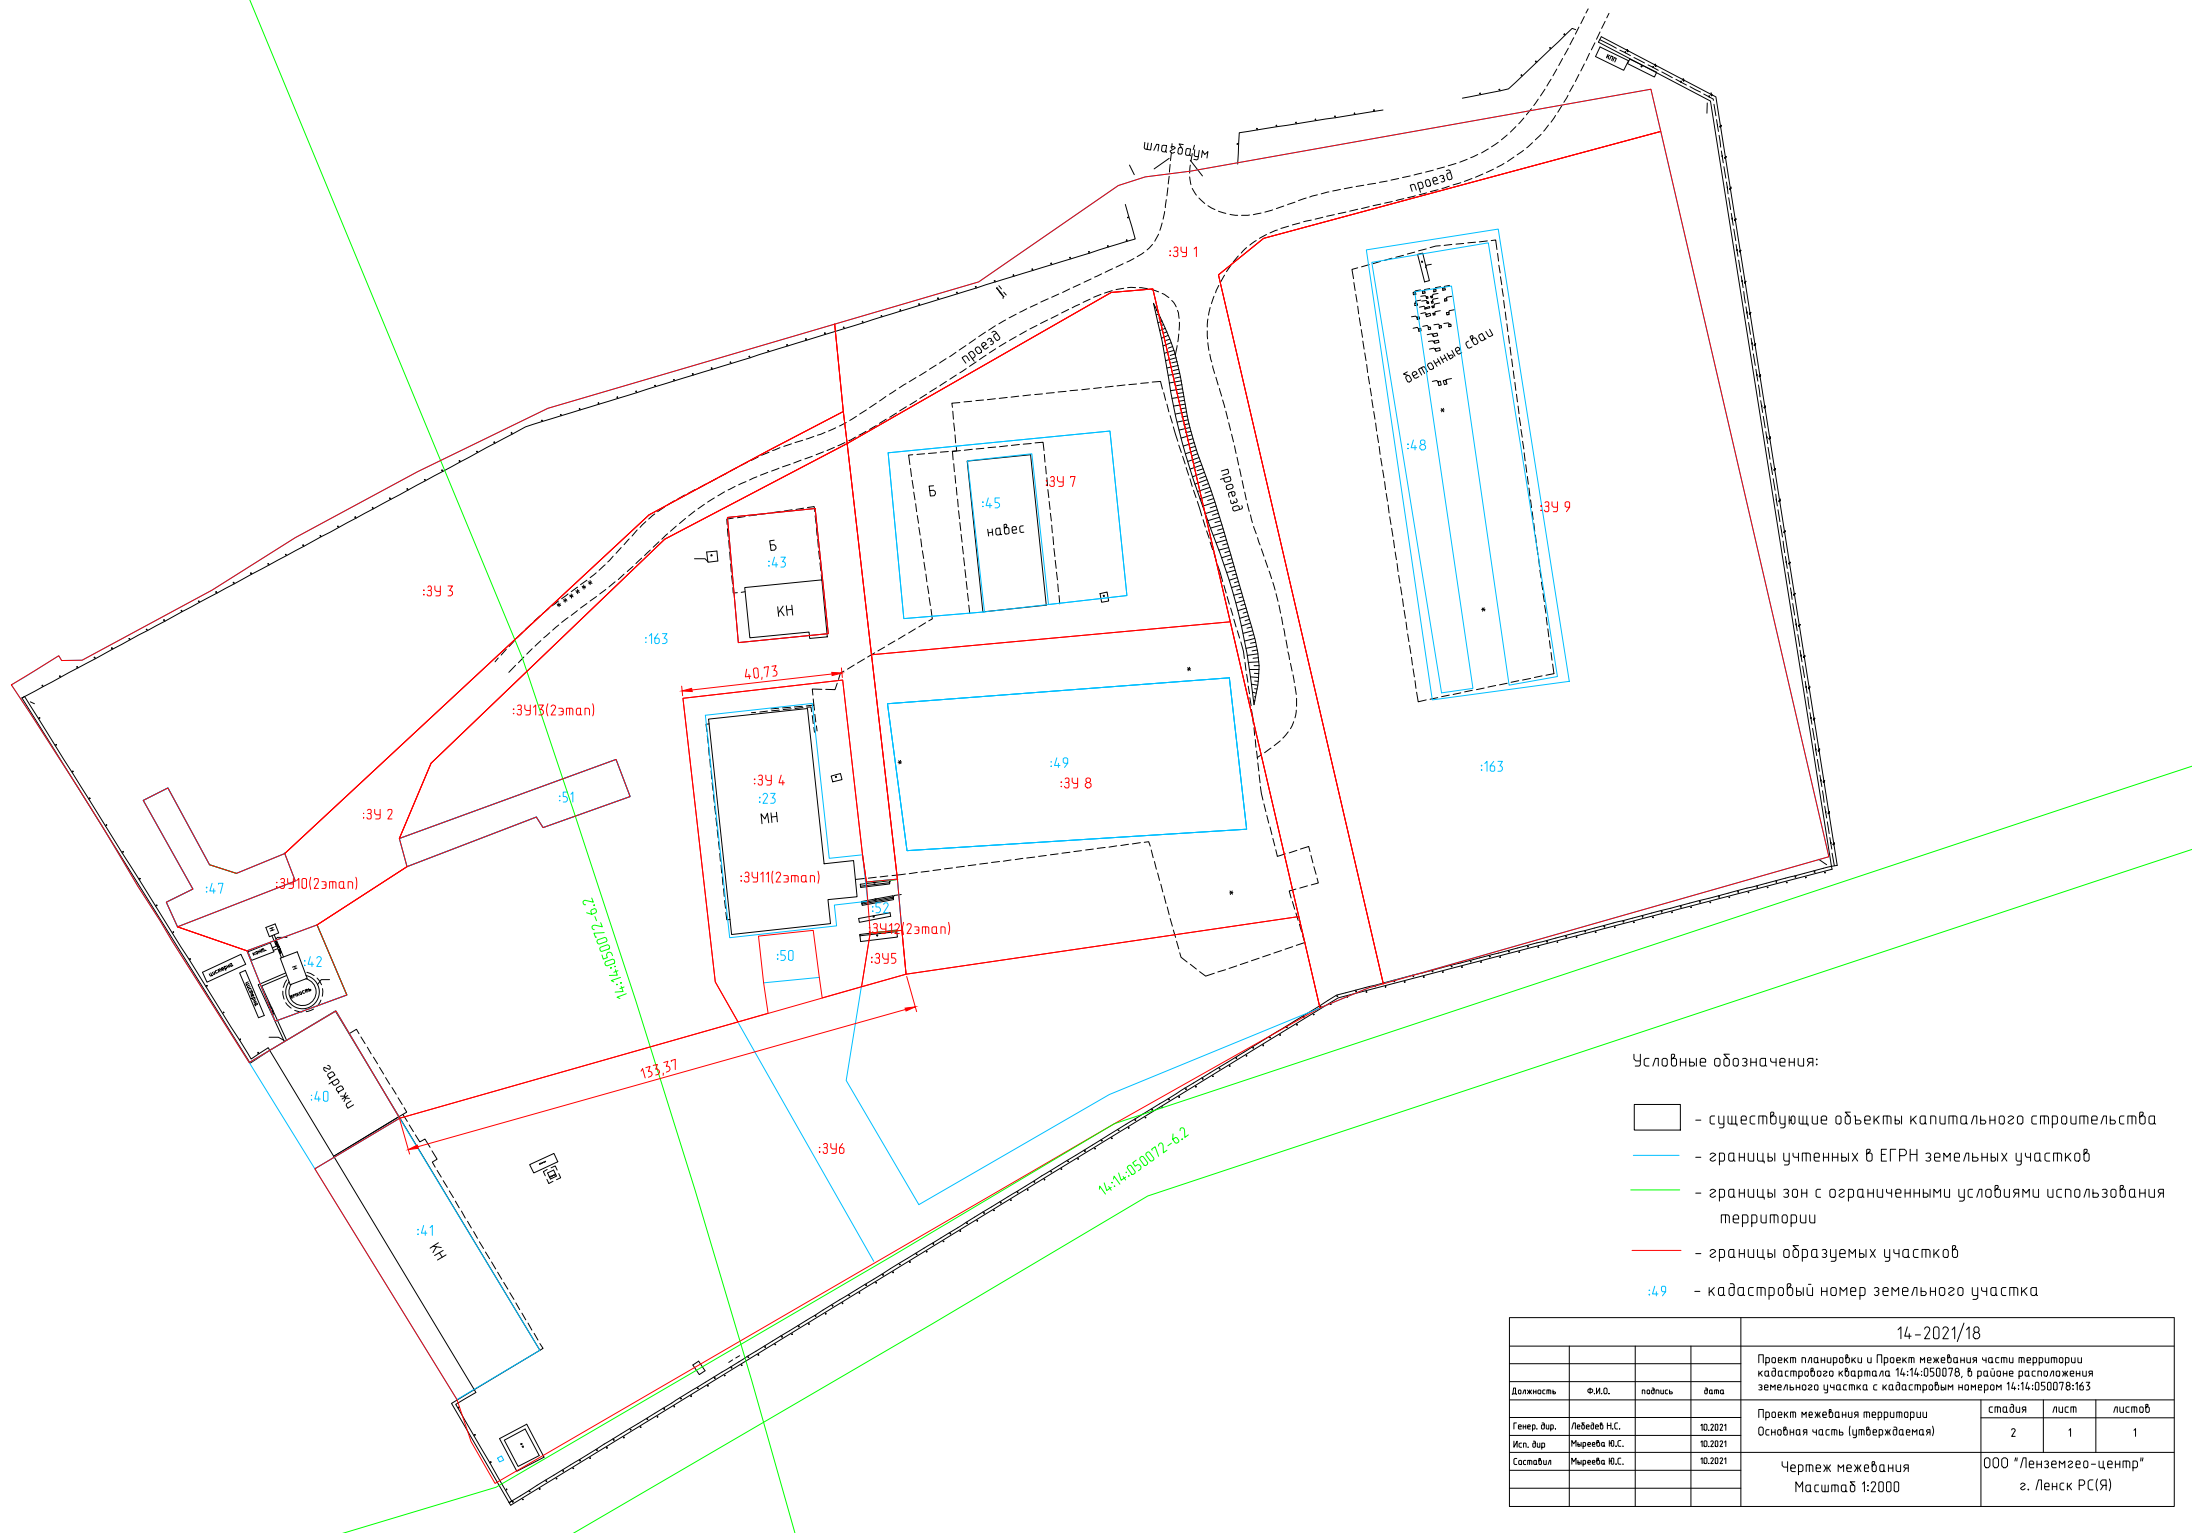 КПП
шлагбаум
проезд
:ЗУ 1
проезд
бетонные сваи
:48
:ЗУ 7
Б
:45
навес
проезд
:ЗУ 9
Б
:43
КН
:ЗУ 3
:163
40,73
:ЗУ13(2этап)
:49
:ЗУ 8
:163
:ЗУ 4
:23
МН
:51
:ЗУ 2
:47
:ЗУ10(2этап)
:ЗУ11(2этап)
:52
:ЗУ12(2этап)
14:14:050072-6.2
:50
:ЗУ5
:42
цистерна
цистерна
емкость
133,37
гаражи
:40
:ЗУ6
14:14:050072-6.2
:41
КН
Условные обозначения:
- существующие объекты капитального строительства
- границы учтенных в ЕГРН земельных участков
- границы зон с ограниченными условиями использования
территории
- границы образуемых участков
:49 - кадастровый номер земельного участка
14-2021/18
Проект планировки и Проект межевания части территории
кадастрового квартала 14:14:050078, в районе расположения
земельного участка с кадастровым номером 14:14:050078:163
Должность Ф.И.О. подпись дата
Проект межевания территории
Основная часть (утверждаемая)
стадия лист листов
2 1 1
Генер. дир. Лебедев Н.С. 10.2021
Исп. дир Мыреева Ю.С. 10.2021
Составил Мыреева Ю.С. 10.2021
Чертеж межевания
Масштаб 1:2000
ООО "Ленземгео-центр"
г. Ленск РС(Я)